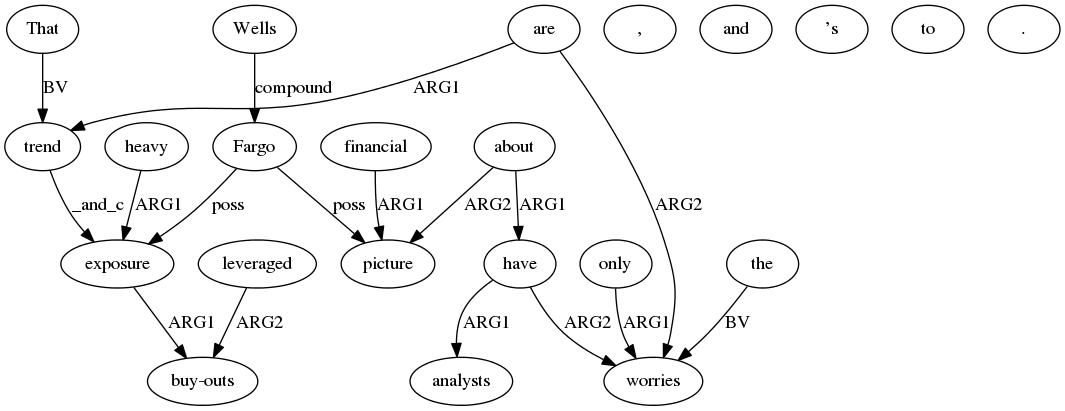 That Wells are , and ’s to .
BV compound ARG1
trend heavy Fargo financial about
_and_c ARG1 poss poss ARG1 ARG2 ARG1 ARG2
exposure leveraged picture have only the
ARG1 ARG2 ARG1 ARG2 ARG1 BV
buy-outs analysts worries